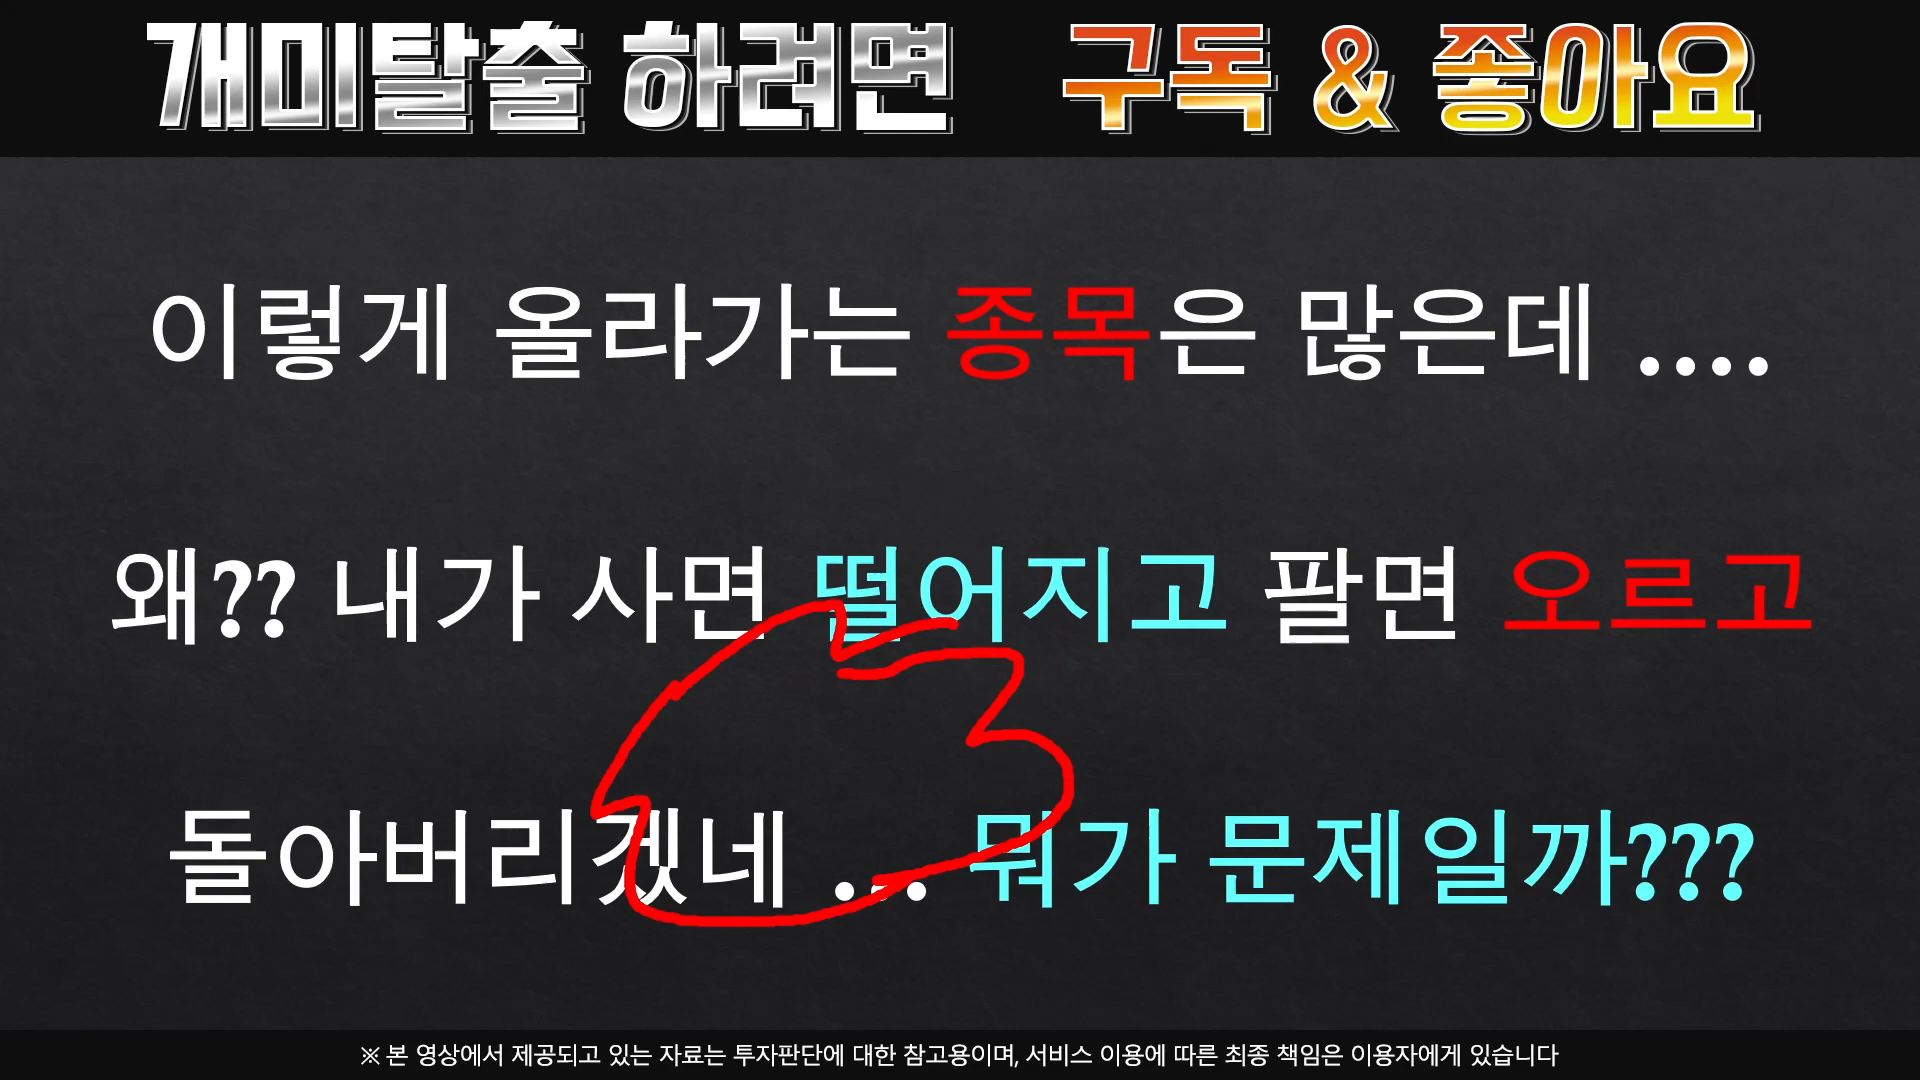 개미탈출 하려면 구독 & 좋아요
이렇게 올라가는 종목은 많은데 ....
왜?? 내가 사면 떨어지고 팔면 오르고
돌아버리겠네 ... 뭐가 문제일까???
※ 본 영상에서 제공되고 있는 자료는 투자판단에 대한 참고용이며, 서비스 이용에 따른 최종 책임은 이용자에게 있습니다